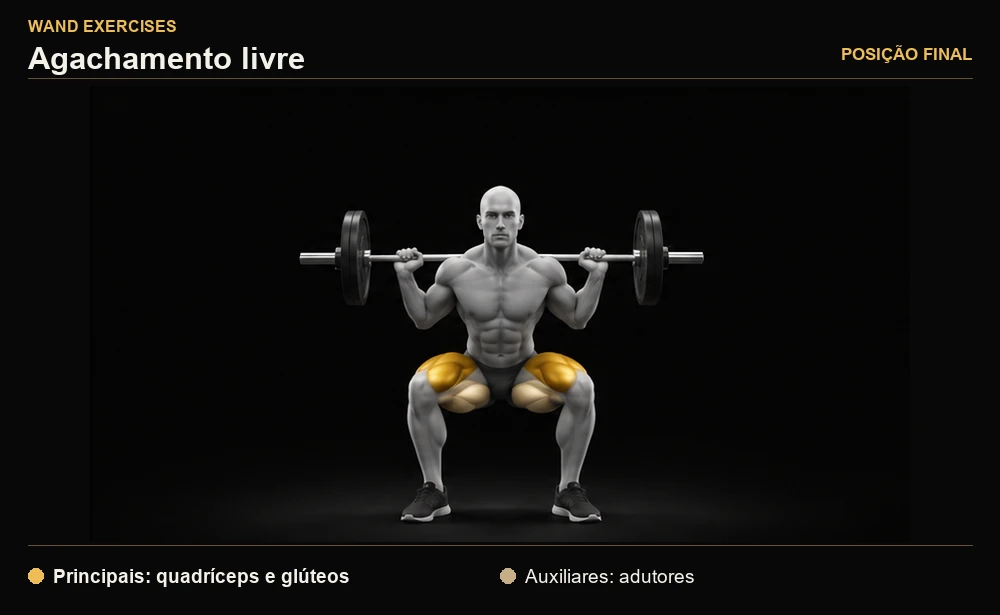 WAND EXERCISES
Agachamento livre
POSIÇÃO FINAL
Principais: quadríceps e glúteos
Auxiliares: adutores